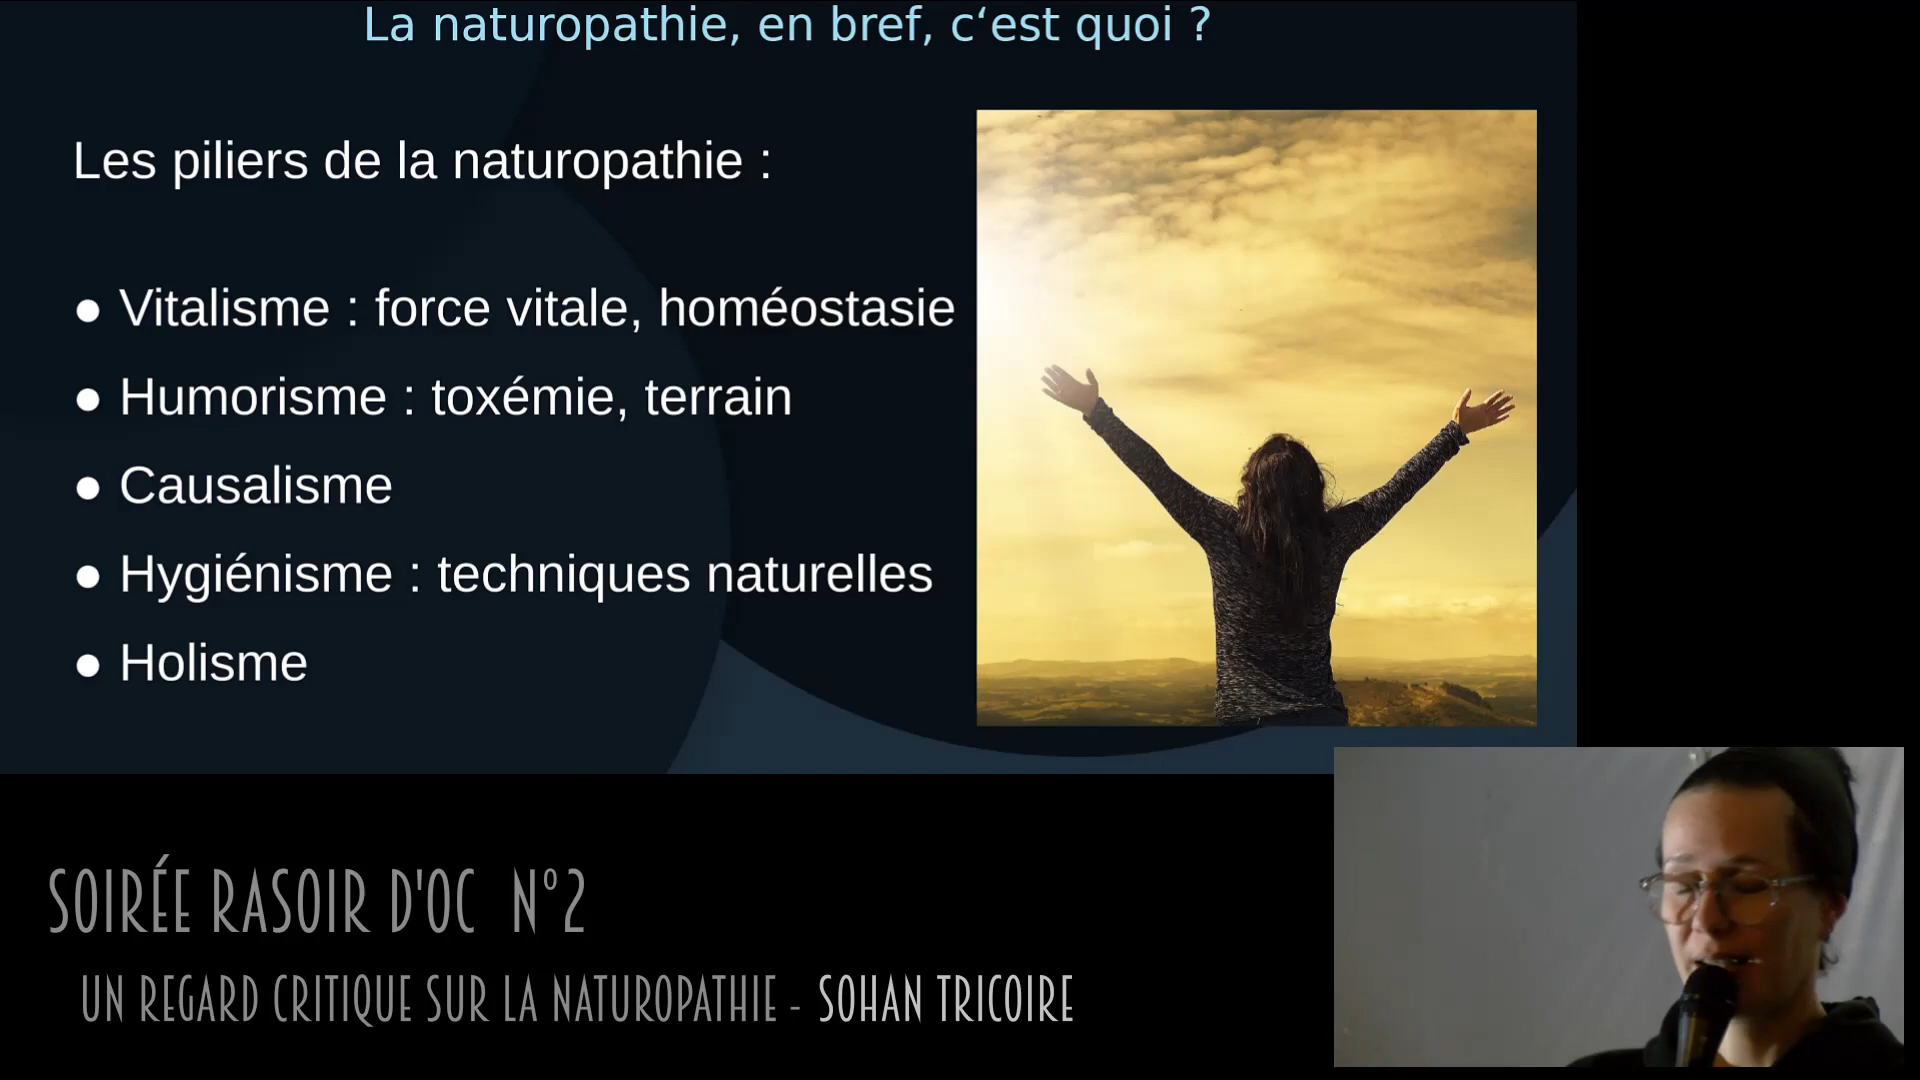 La naturopathie, en bref, c‘est quoi ?
Les piliers de la naturopathie :
● Vitalisme : force vitale, homéostasie
● Humorisme : toxémie, terrain
● Causalisme
● Hygiénisme : techniques naturelles
● Holisme
SOIRÉE RASOIR D'OC N°2
UN REGARD CRITIQUE SUR LA NATUROPATHIE - SOHAN TRICOIRE